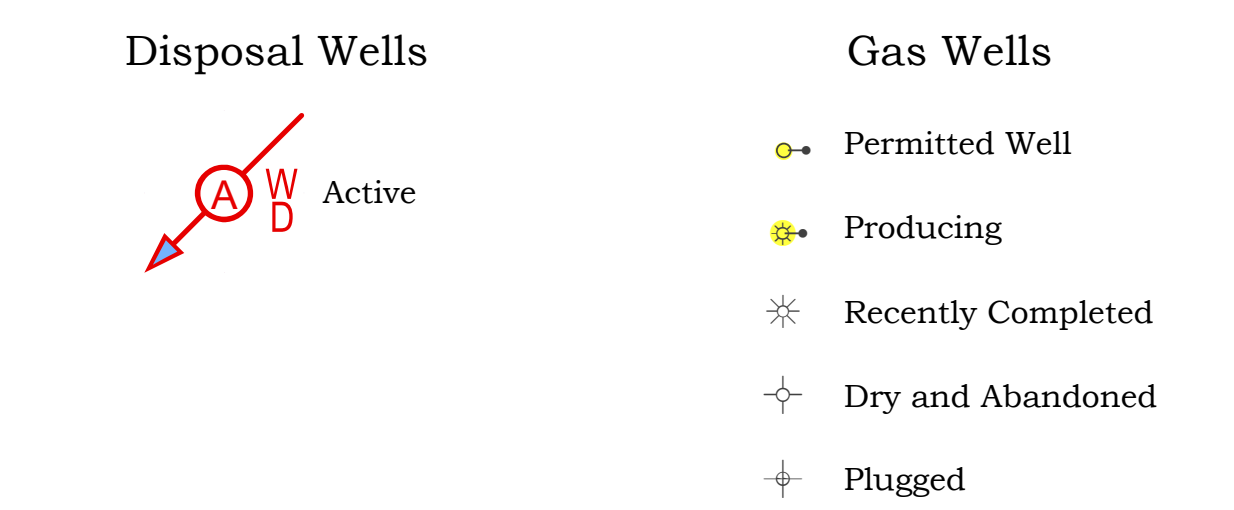 Disposal Wells
A
W
D
Active
Gas Wells
Permitted Well
Producing
Recently Completed
Dry and Abandoned
Plugged